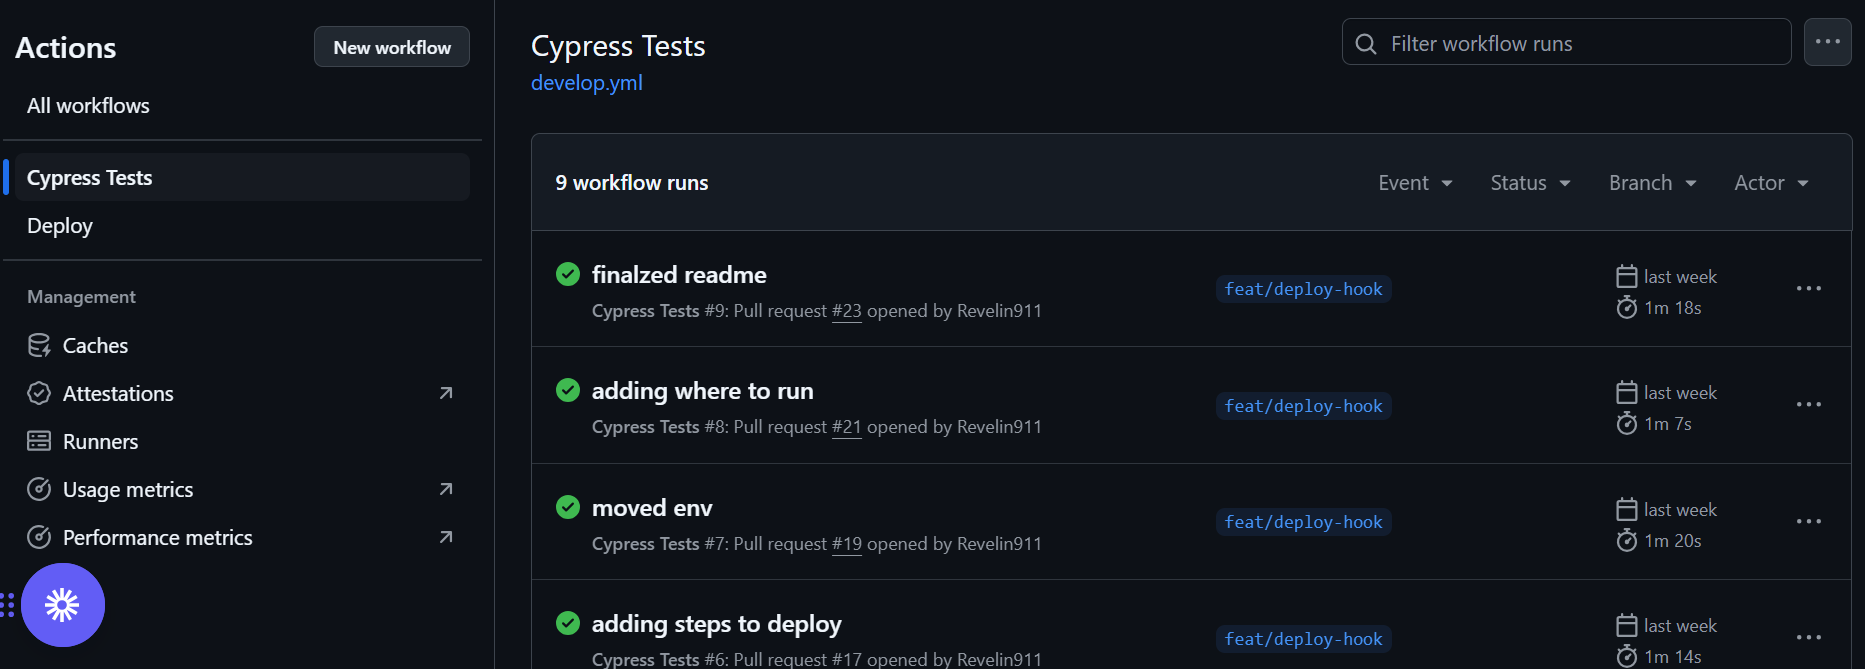 Actions
New workflow
All workflows
Cypress Tests
Deploy
Management
Caches
Attestations
Runners
Usage metrics
Performance metrics
Cypress Tests
develop.yml
Filter workflow runs
9 workflow runs
Event
Status
Branch
Actor
finalzed readme
Cypress Tests #9: Pull request #23 opened by Revelin911
feat/deploy-hook
last week
1m 18s
adding where to run
Cypress Tests #8: Pull request #21 opened by Revelin911
feat/deploy-hook
last week
1m 7s
moved env
Cypress Tests #7: Pull request #19 opened by Revelin911
feat/deploy-hook
last week
1m 20s
adding steps to deploy
Cypress Tests #6: Pull request #17 opened by Revelin911
feat/deploy-hook
last week
1m 14s